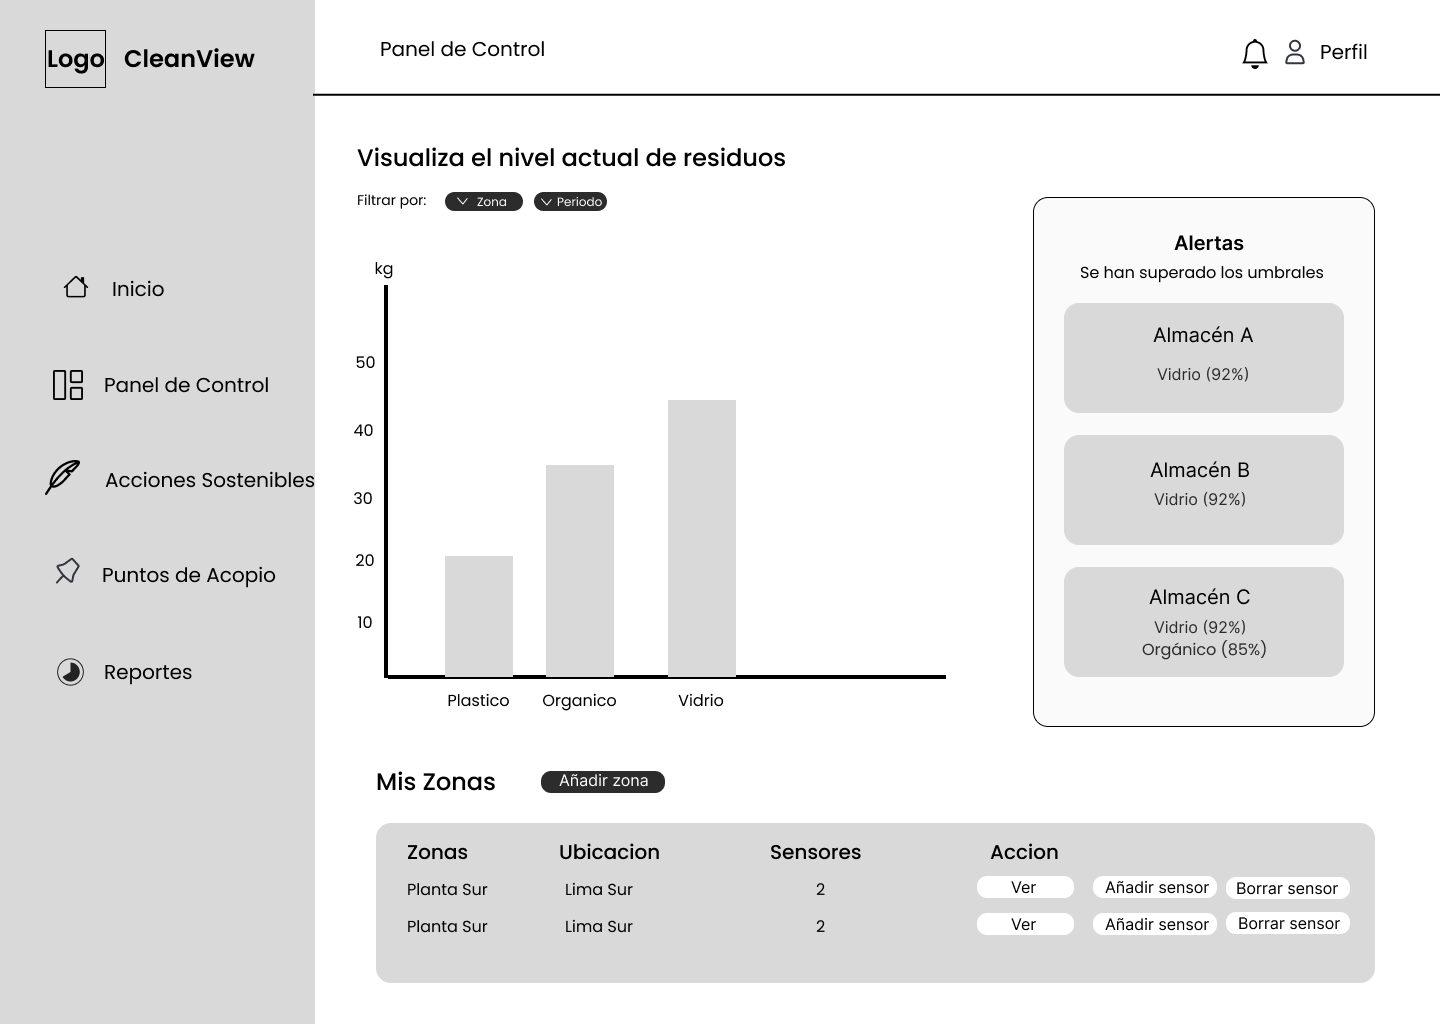 Logo CleanView
Inicio
Panel de Control
Acciones Sostenibles
Puntos de Acopio
Reportes
Panel de Control
Perfil
Visualiza el nivel actual de residuos
Filtrar por: Zona Periodo
kg
50
40
30
20
10
Plastico Organico Vidrio
Alertas
Se han superado los umbrales
Almacén A
Vidrio (92%)
Almacén B
Vidrio (92%)
Almacén C
Vidrio (92%)
Orgánico (85%)
Mis Zonas Añadir zona
Zonas Ubicacion Sensores Accion
Planta Sur Lima Sur 2 Ver Añadir sensor Borrar sensor
Planta Sur Lima Sur 2 Ver Añadir sensor Borrar sensor